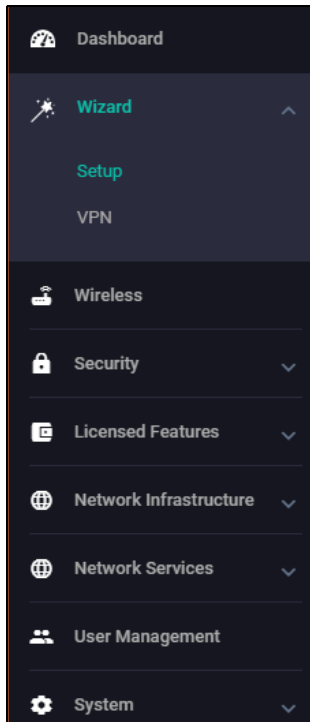 Dashboard
Wizard
Setup
VPN
Wireless
Security
Licensed Features
Network Infrastructure
Network Services
User Management
System